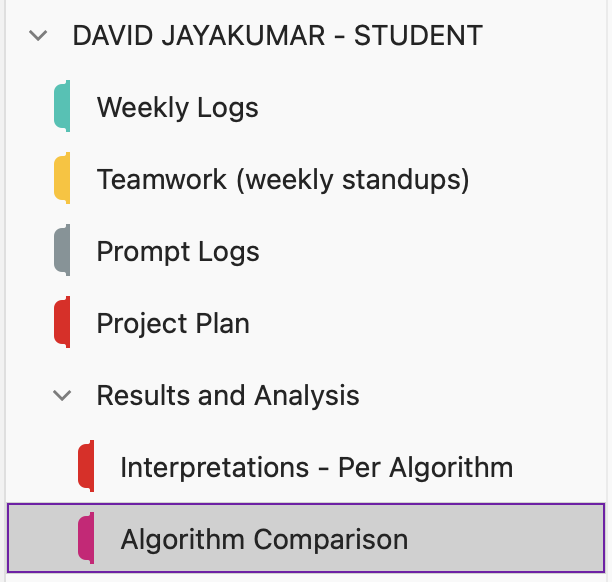 DAVID JAYAKUMAR - STUDENT
Weekly Logs
Teamwork (weekly standups)
Prompt Logs
Project Plan
Results and Analysis
Interpretations - Per Algorithm
Algorithm Comparison